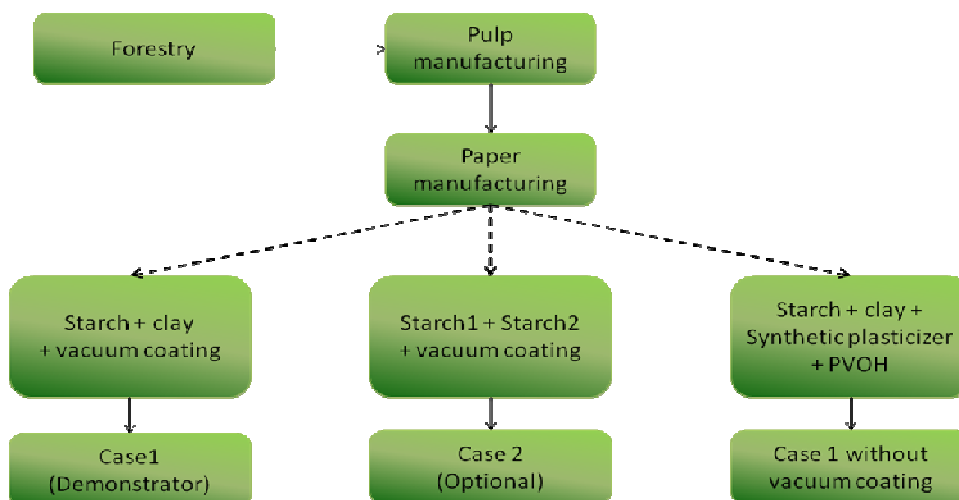 Forestry
Pulp
manufacturing
Paper
manufacturing
Starch + clay
+ vacuum coating
Starch1 + Starch2
+ vacuum coating
Starch + clay +
Synthetic plasticizer
+ PVOH
Case1
(Demonstrator)
Case 2
(Optional)
Case 1 without
vacuum coating